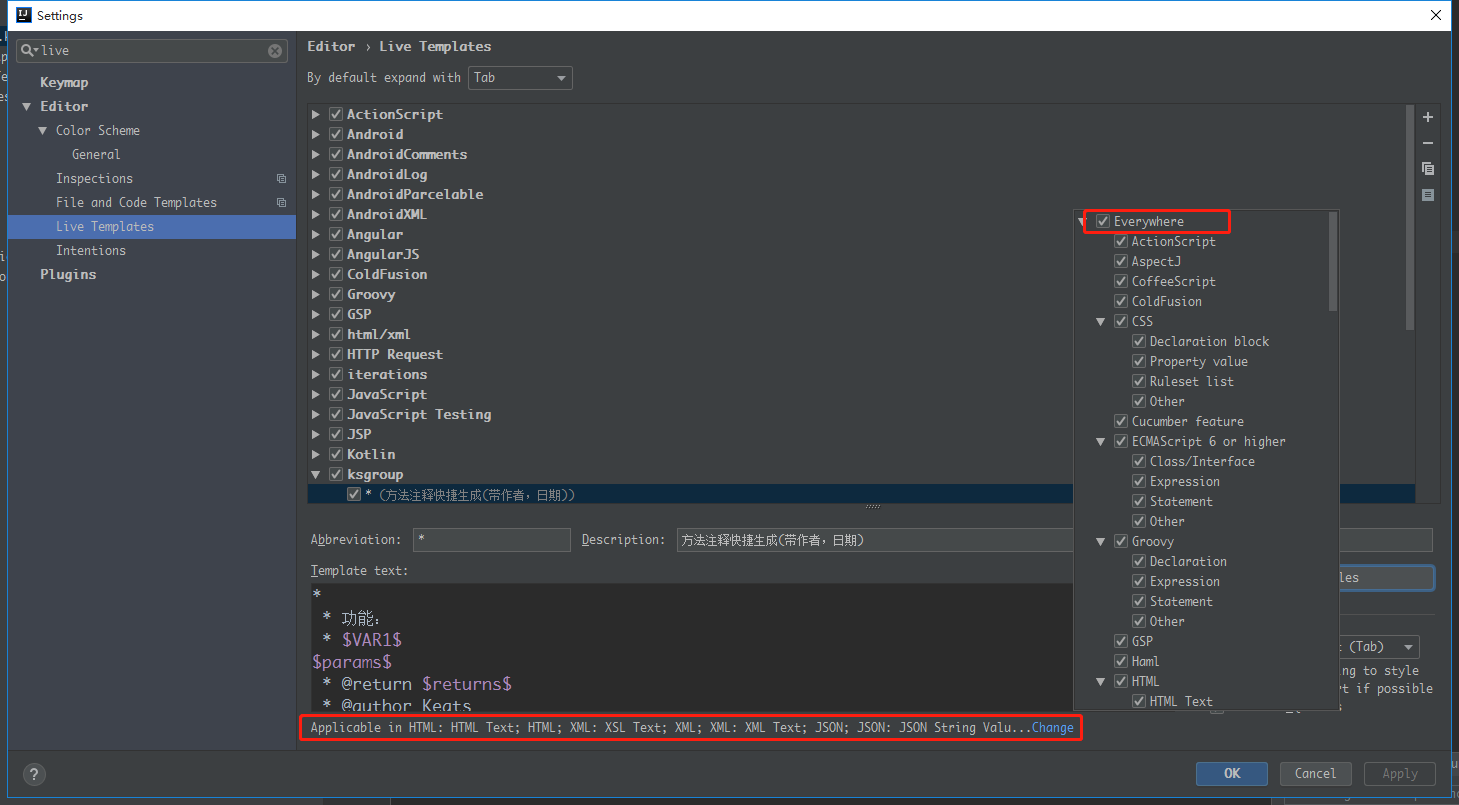 Settings
live
Keymap
Editor
Color Scheme
General
Inspections
File and Code Templates
Live Templates
Intentions
Plugins
Editor › Live Templates
By default expand with Tab
ActionScript
Android
AndroidComments
AndroidLog
AndroidParcelable
AndroidXML
Angular
AngularJS
ColdFusion
Groovy
GSP
html/xml
HTTP Request
iterations
JavaScript
JavaScript Testing
JSP
Kotlin
ksgroup
* (方法注释快捷生成(带作者，日期))
Everywhere
ActionScript
AspectJ
CoffeeScript
ColdFusion
CSS
Declaration block
Property value
Ruleset list
Other
Cucumber feature
ECMAScript 6 or higher
Class/Interface
Expression
Statement
Other
Groovy
Declaration
Expression
Statement
Other
GSP
Haml
HTML
HTML Text
Abbreviation: * Description: 方法注释快捷生成(带作者，日期)
Template text:
*
* 功能：
* $VAR1$
$params$
* @return $returns$
* @author Keats
(Tab)
ng to style
if possible
Applicable in HTML: HTML Text; HTML; XML: XSL Text; XML; XML: XML Text; JSON; JSON: JSON String Valu...Change
?
OK Cancel Apply